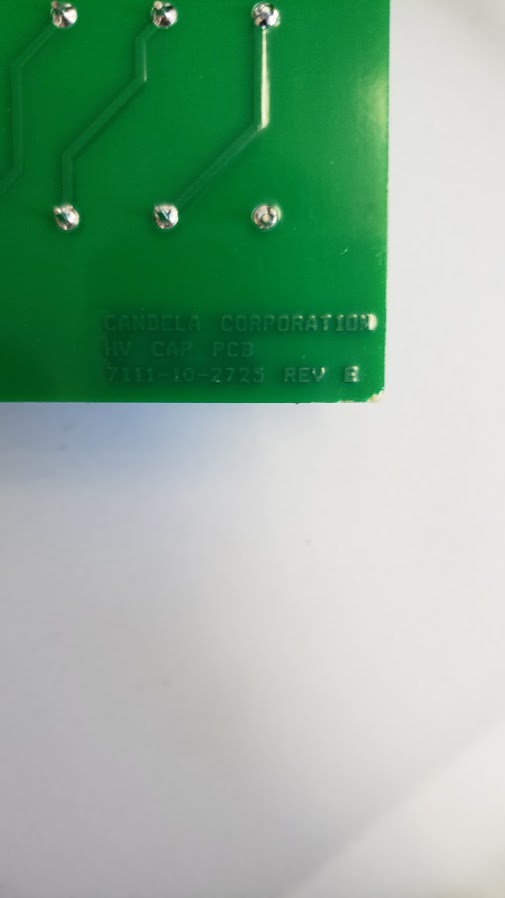 CANDELA CORPORATION
HV CAP PCB
7111-10-2725 REV B